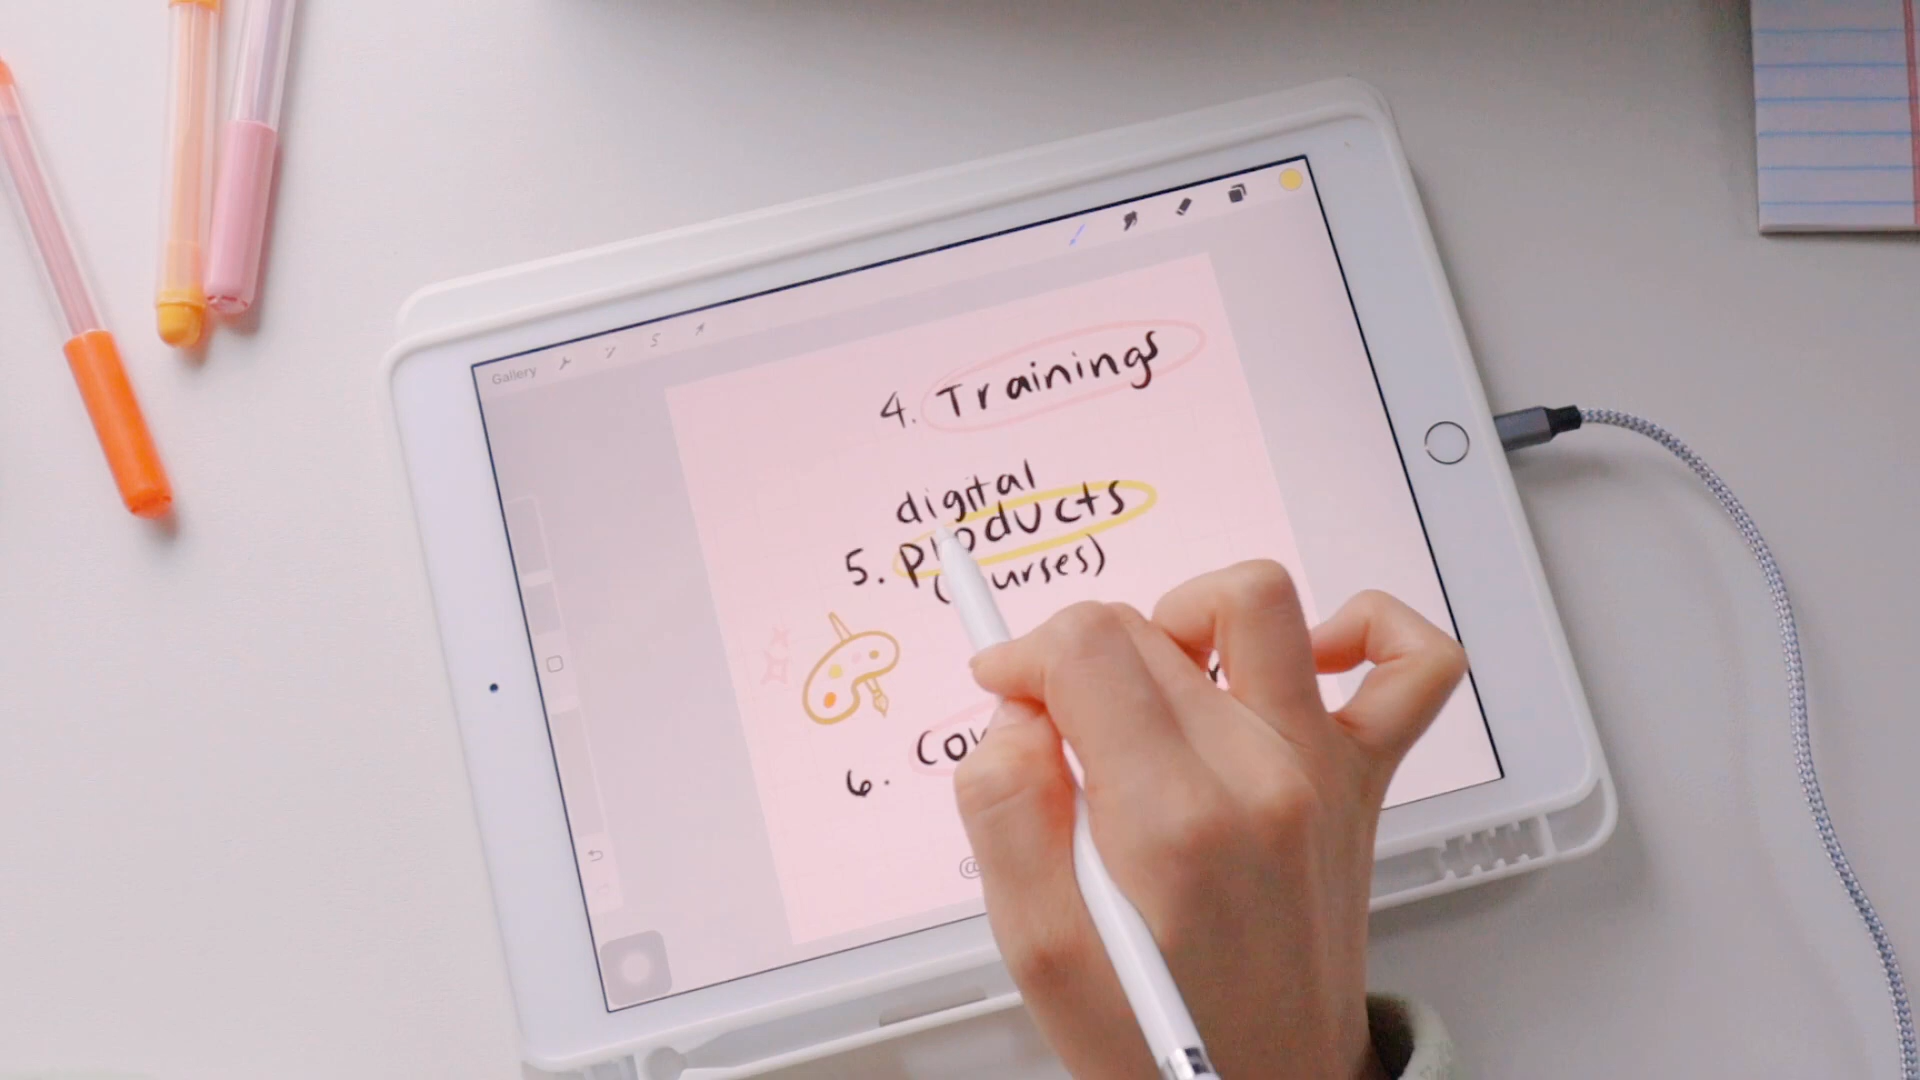 Gallery
4. Trainings
digital
5. products
(courses)
6.
@